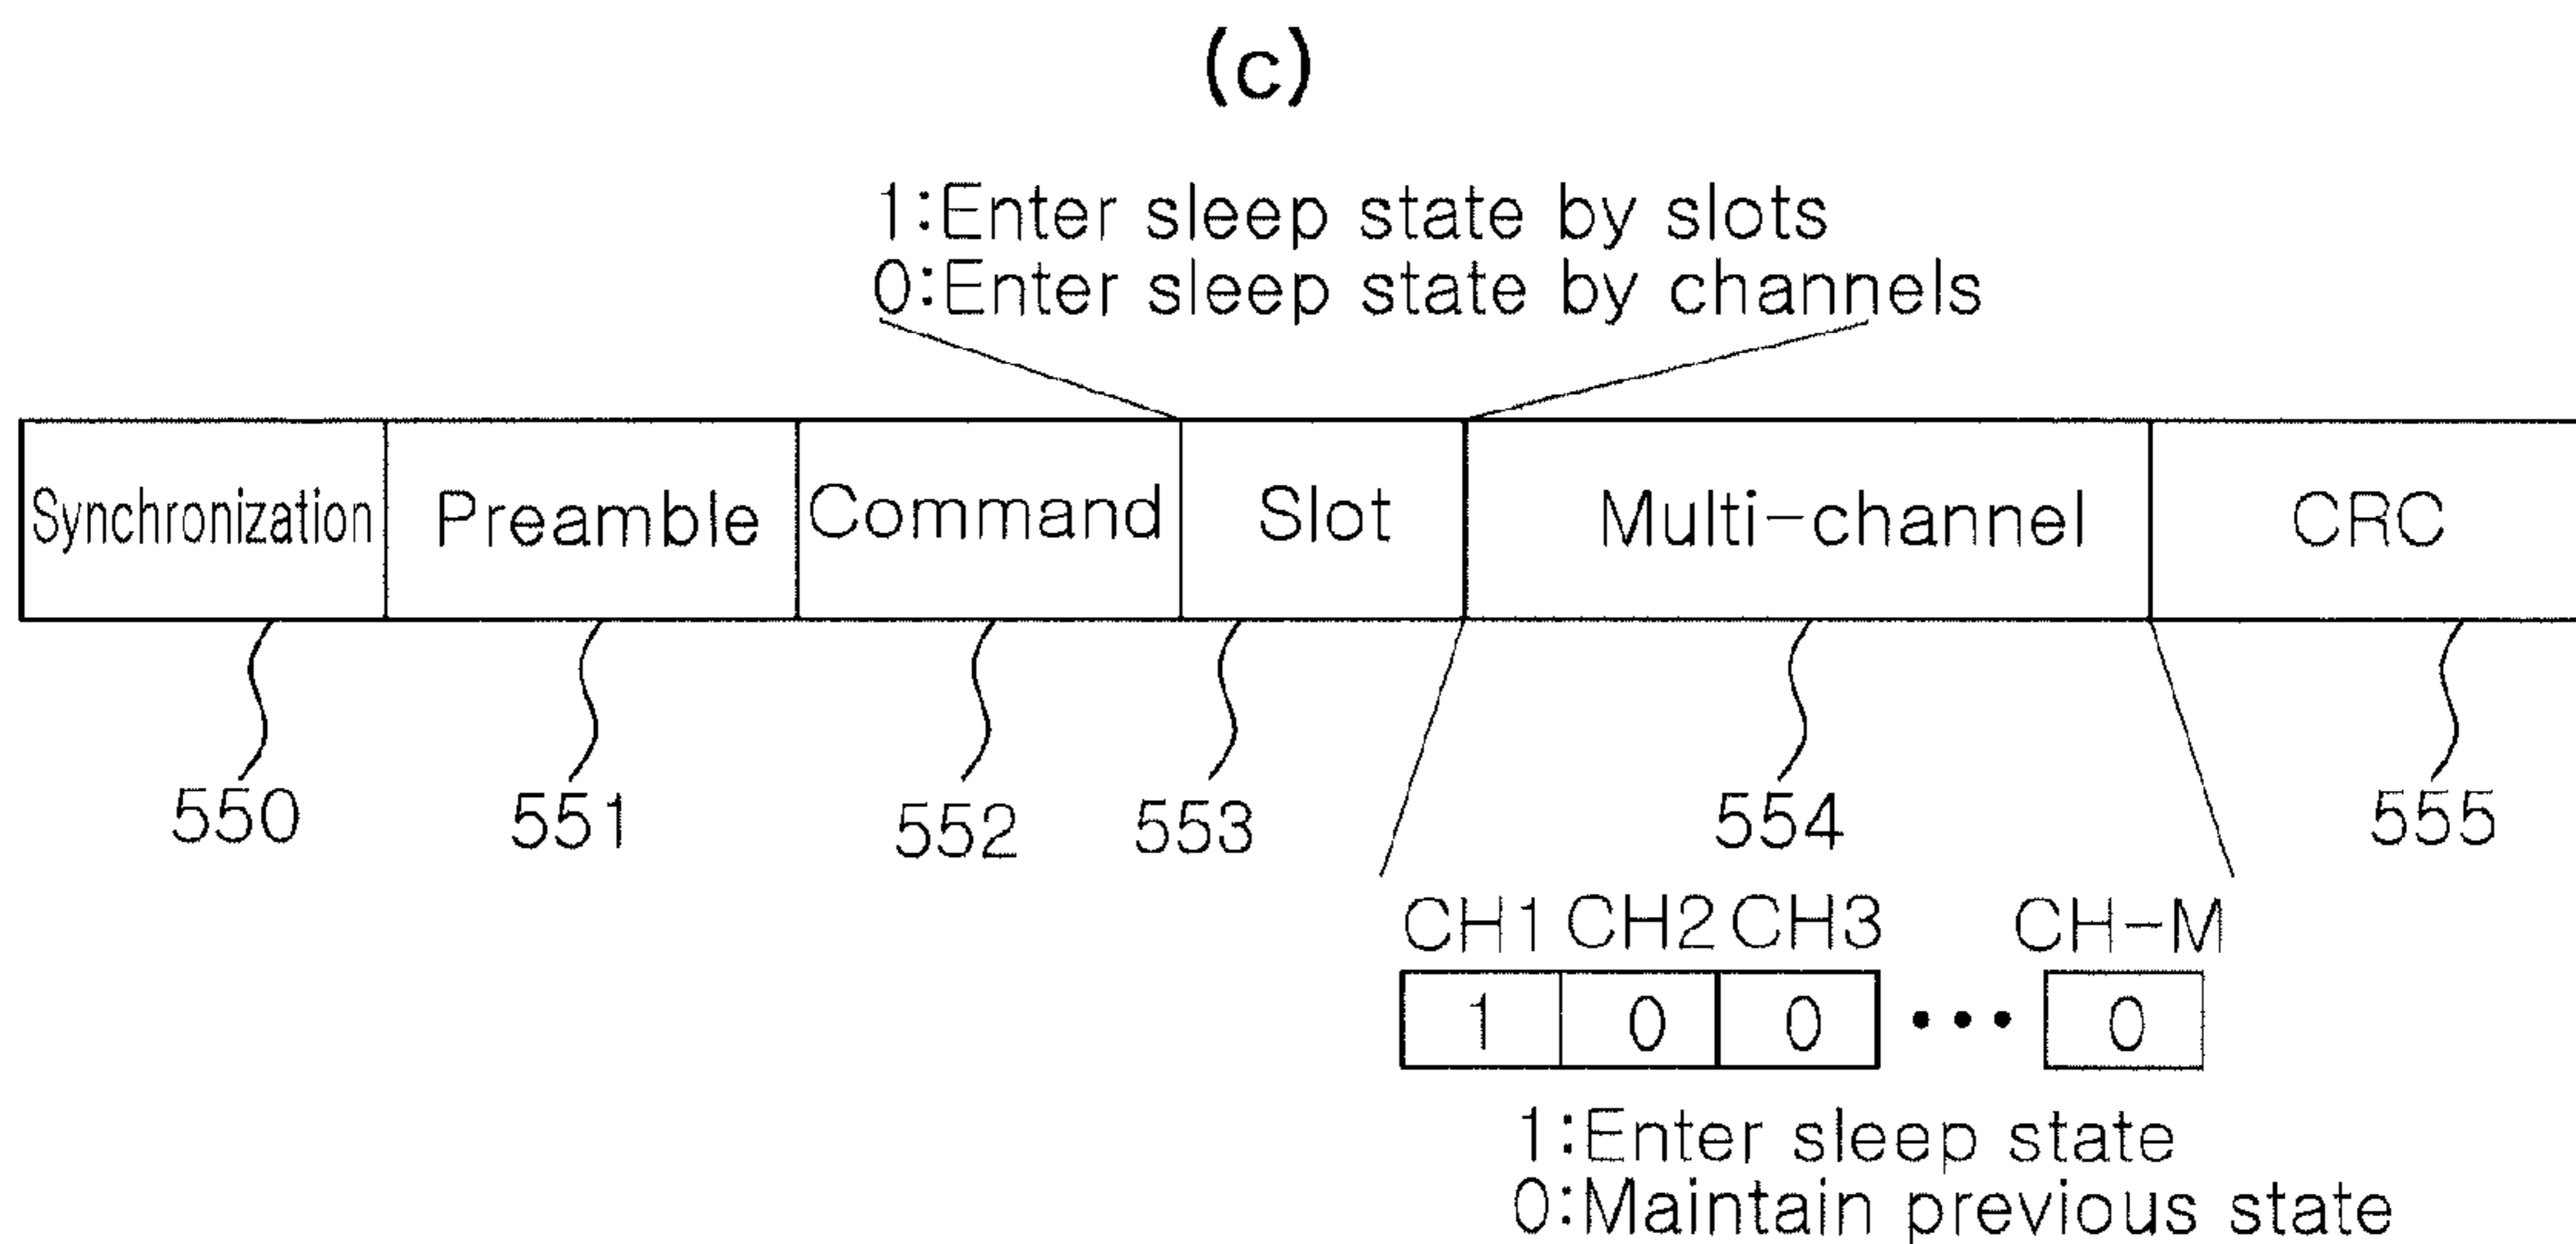 (c)
1:Enter sleep state by slots
0:Enter sleep state by channels
Synchronization Preamble Command Slot Multi-channel CRC
550 551 552 553 554 555
CH1 CH2 CH3 CH-M
1 0 0 ••• 0
1:Enter sleep state
0:Maintain previous state